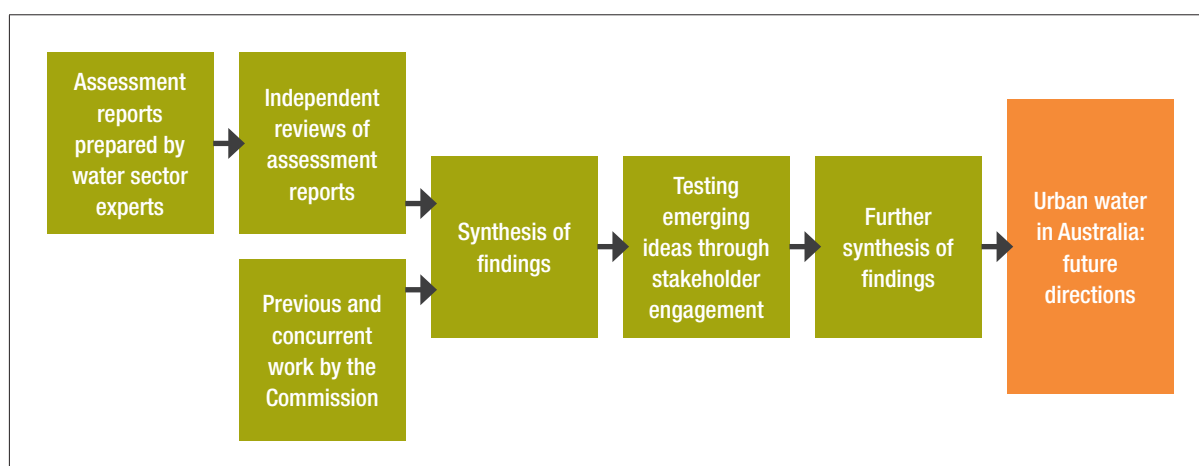 Assessment
reports
prepared by
water sector
experts
Independent
reviews of
assessment
reports
Previous and
concurrent
work by the
Commission
Synthesis of
findings
Testing
emerging
ideas through
stakeholder
engagement
Further
synthesis of
findings
Urban water
in Australia:
future
directions